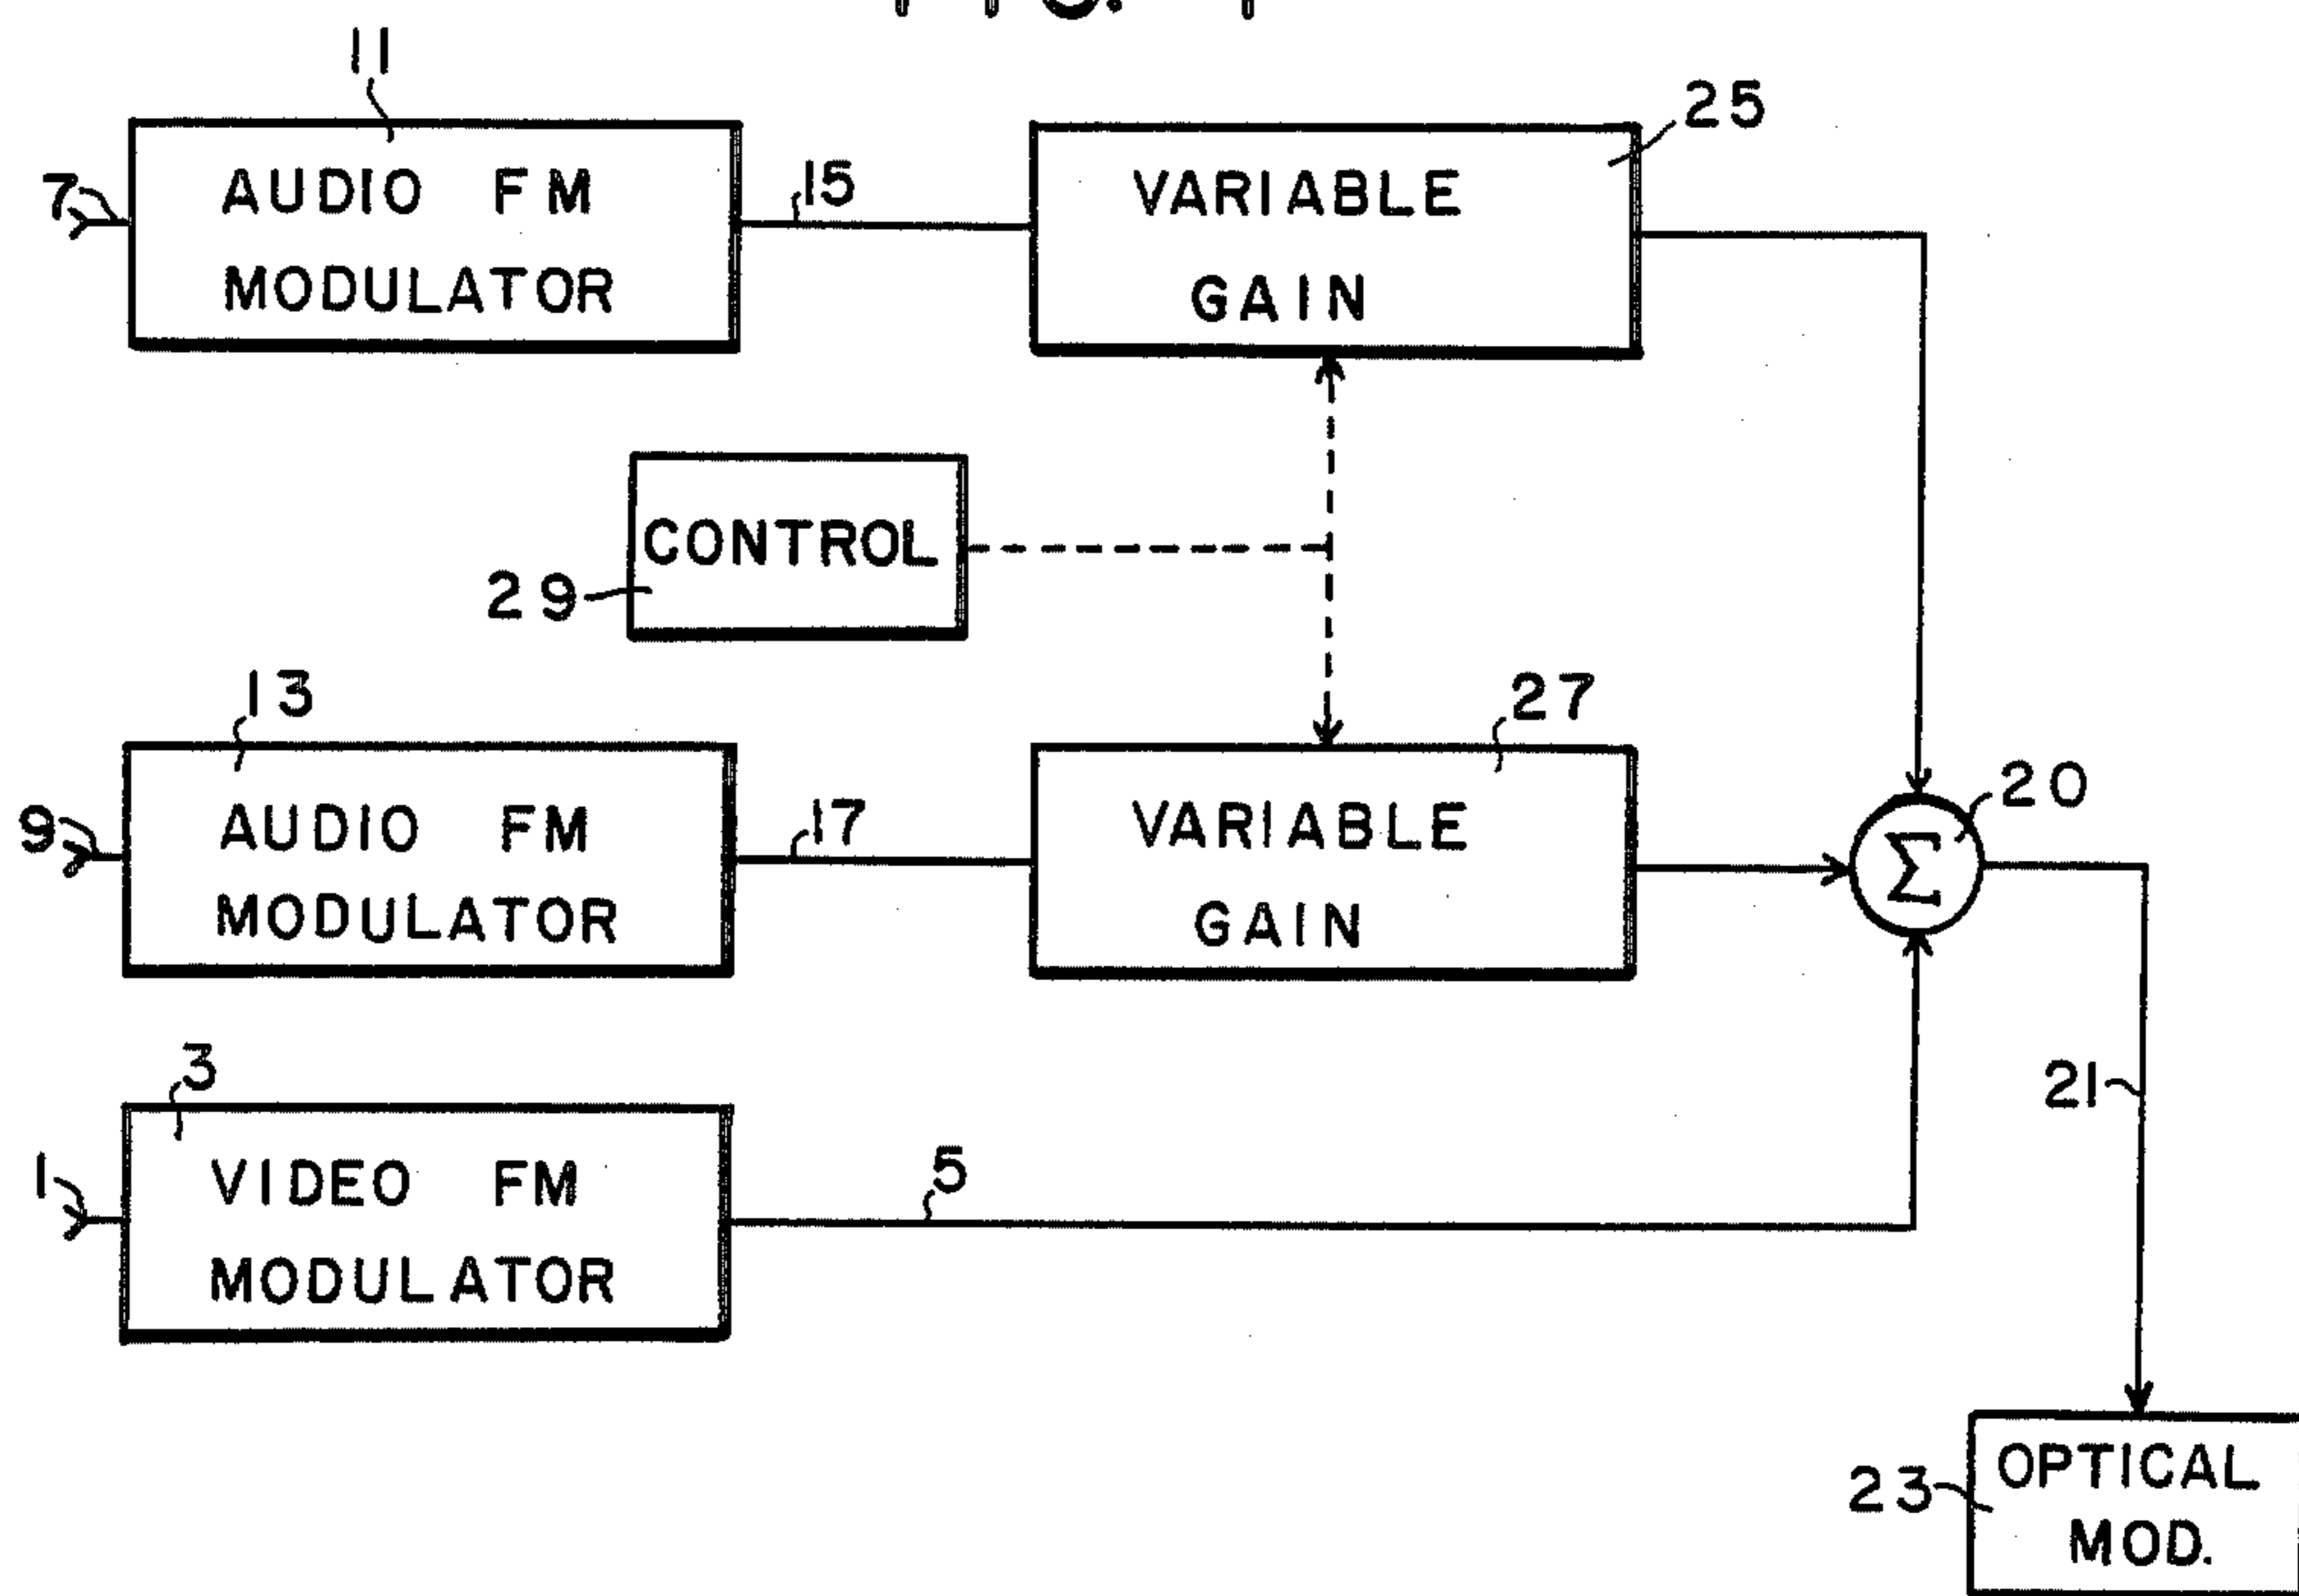 11
25
7
AUDIO FM
MODULATOR
15
VARIABLE
GAIN
CONTROL
29
13
27
9
AUDIO FM
MODULATOR
17
VARIABLE
GAIN
20
Σ
3
21
1
VIDEO FM
MODULATOR
5
23
OPTICAL
MOD.